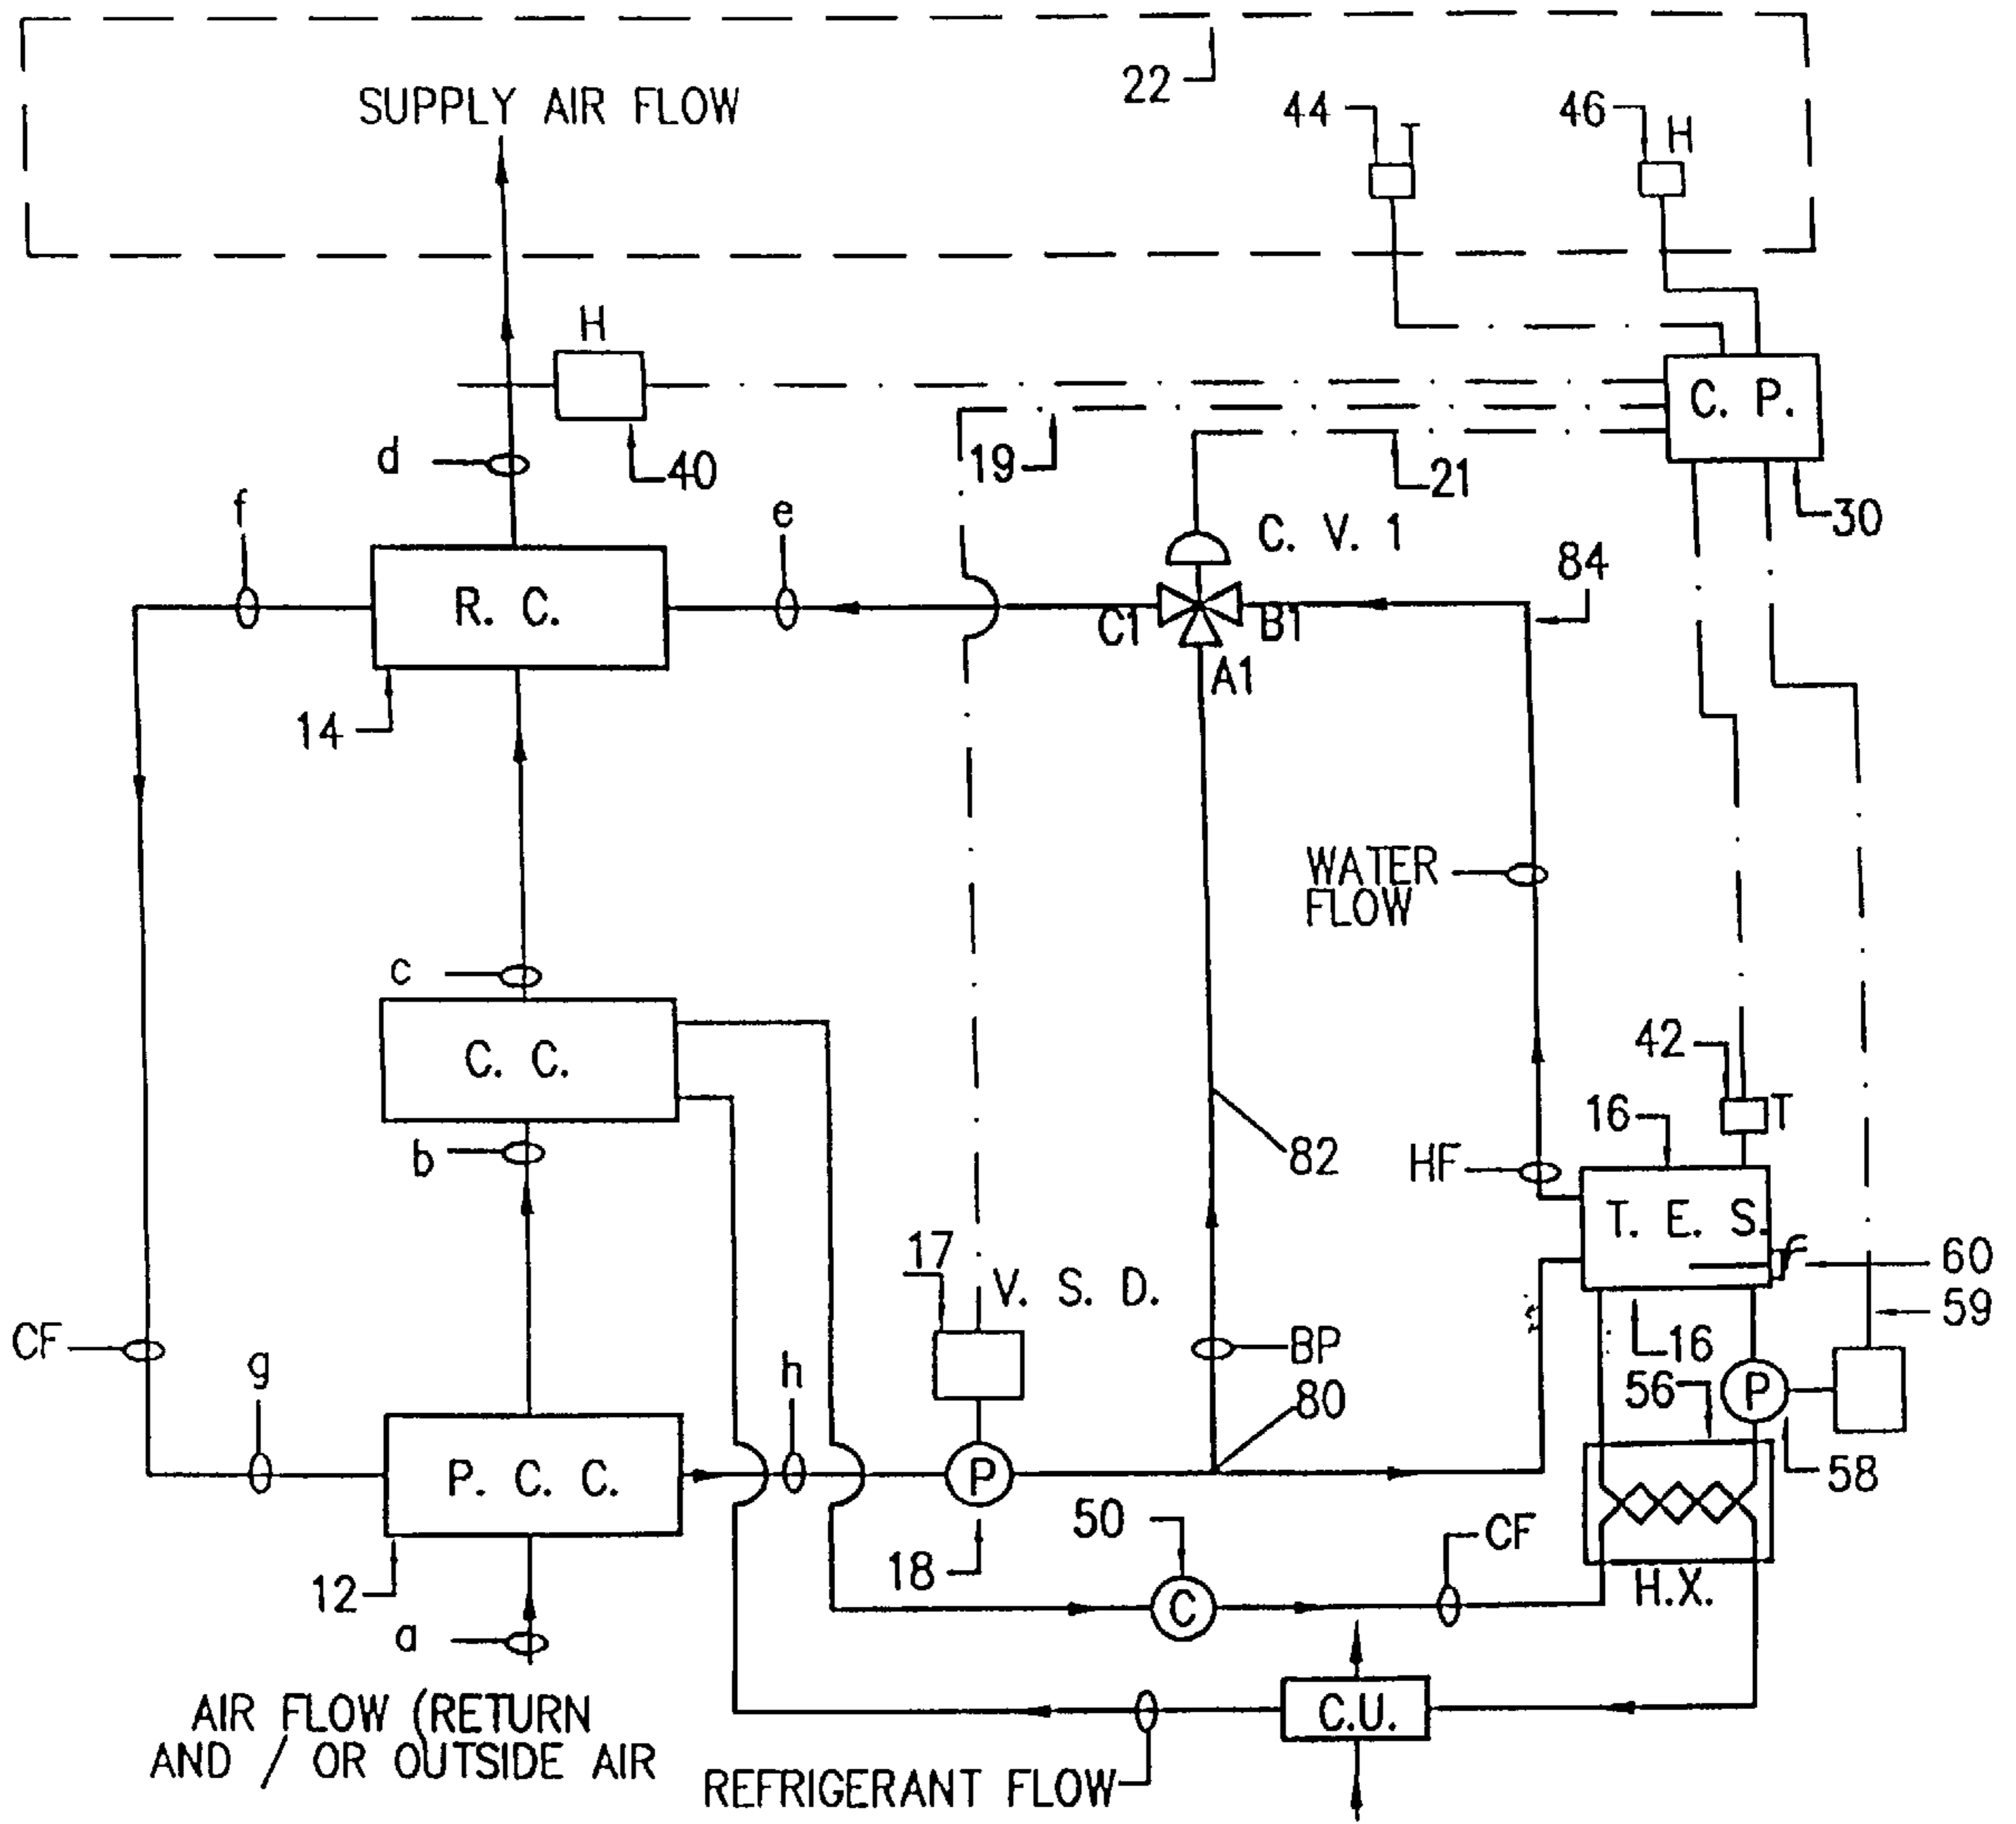 22
SUPPLY AIR FLOW
44
T
46
H
H
C. P.
d
40
19
21
30
f
e
C. V. 1
84
R. C.
C1
B1
A1
14
WATER
FLOW
c
42
C. C.
16
T
b
82
HF
T. E. S.
17
V. S. D.
60
59
CF
g
h
BP
16
56
P
80
P. C. C.
P
58
50
CF
18
12
C
H.X.
a
AIR FLOW (RETURN
AND / OR OUTSIDE AIR
C.U.
REFRIGERANT FLOW